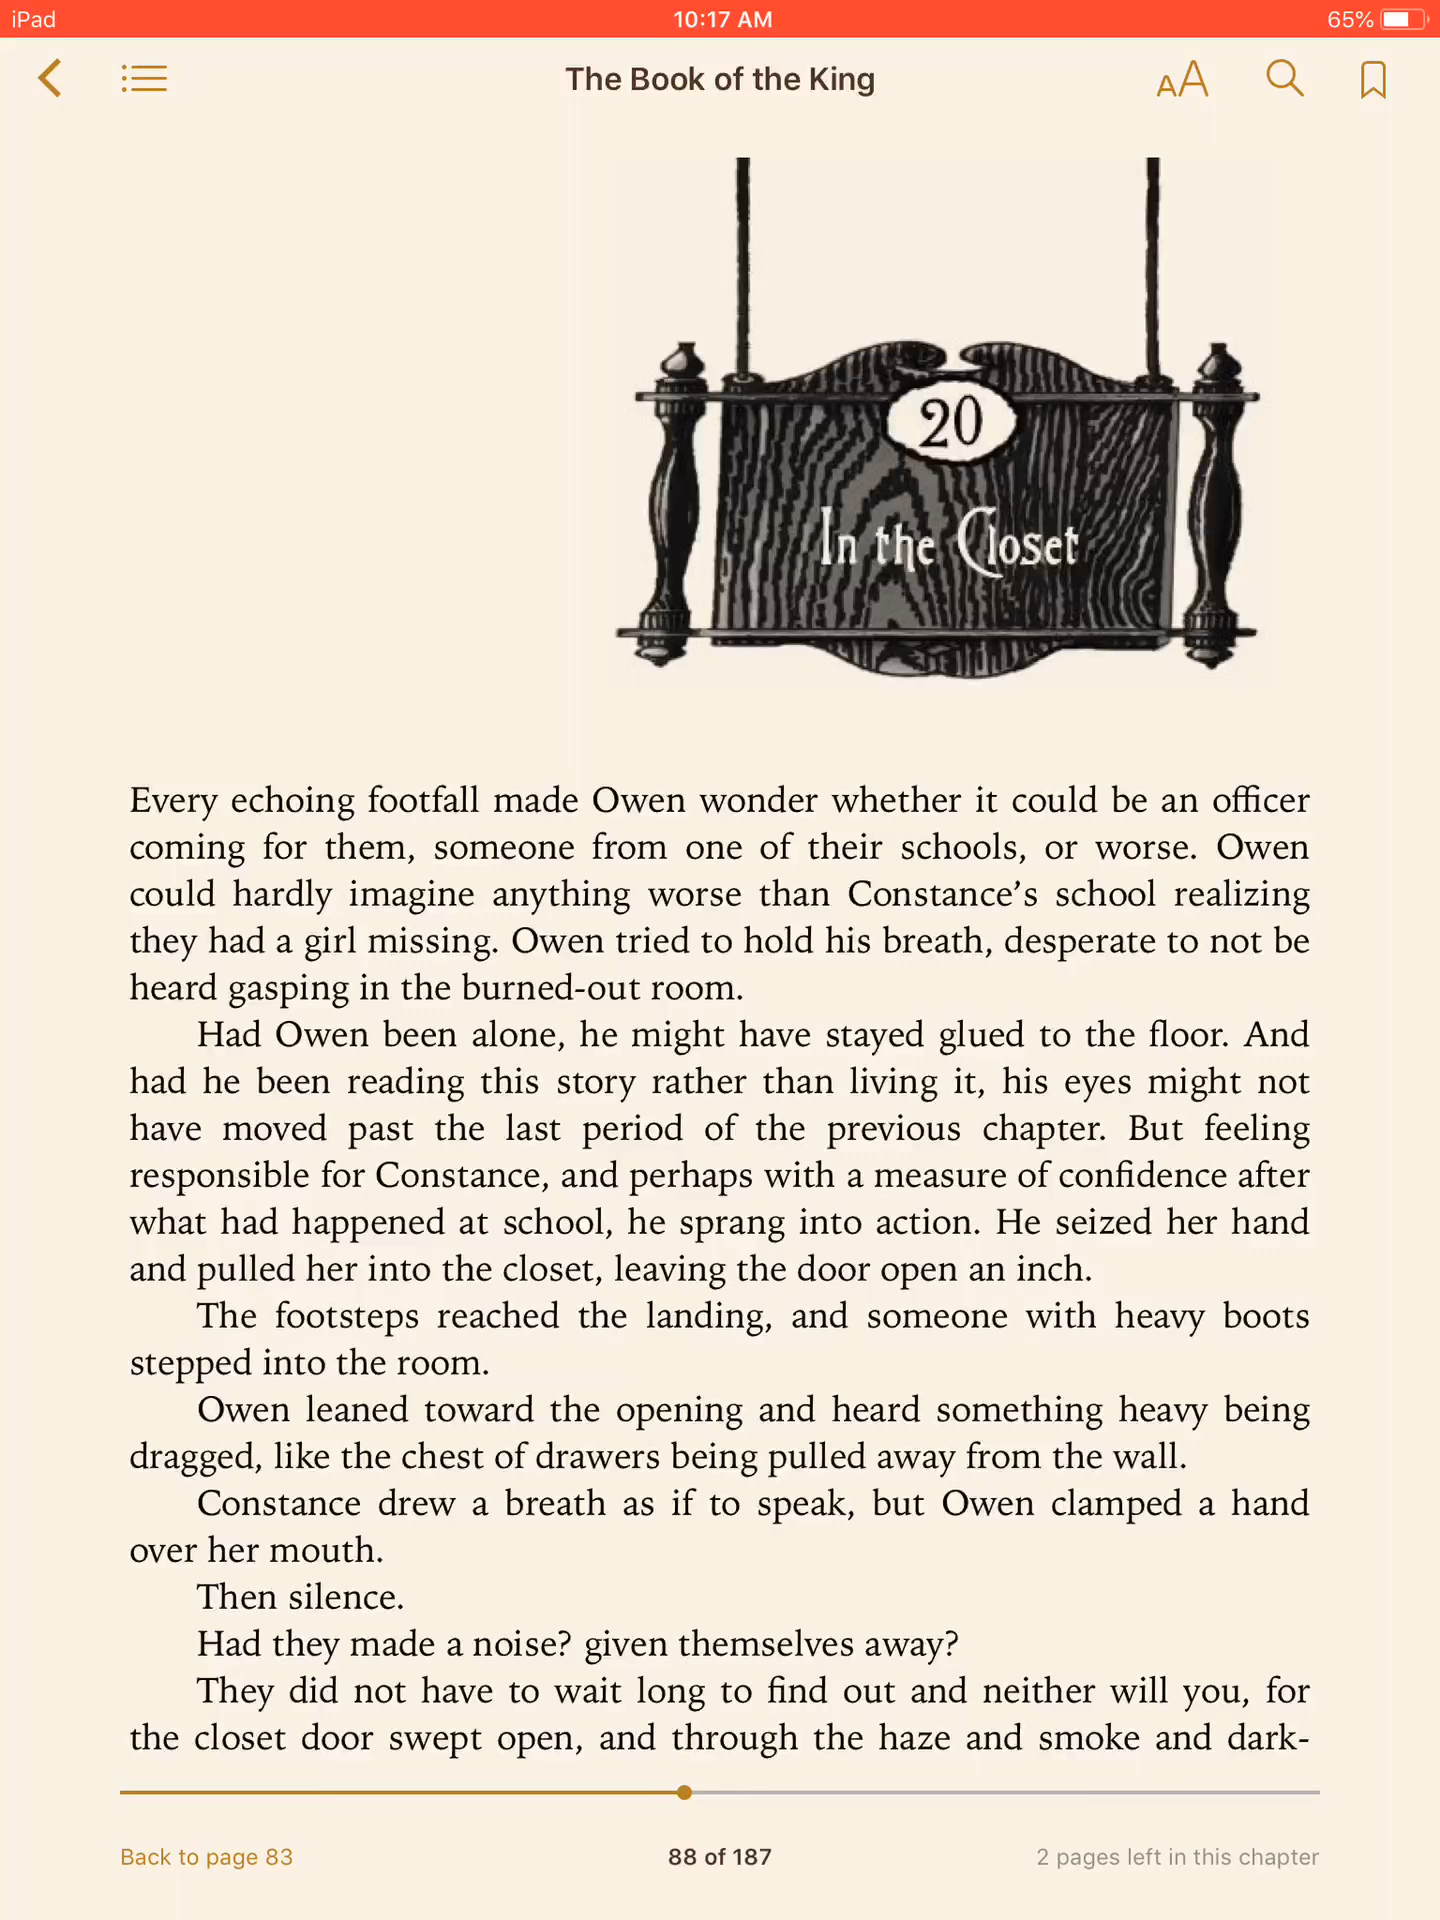 iPad
10:17 AM
65%
The Book of the King
AA
20
In the Closet
Every echoing footfall made Owen wonder whether it could be an officer
coming for them, someone from one of their schools, or worse. Owen
could hardly imagine anything worse than Constance’s school realizing
they had a girl missing. Owen tried to hold his breath, desperate to not be
heard gasping in the burned-out room.
Had Owen been alone, he might have stayed glued to the floor. And
had he been reading this story rather than living it, his eyes might not
have moved past the last period of the previous chapter. But feeling
responsible for Constance, and perhaps with a measure of confidence after
what had happened at school, he sprang into action. He seized her hand
and pulled her into the closet, leaving the door open an inch.
The footsteps reached the landing, and someone with heavy boots
stepped into the room.
Owen leaned toward the opening and heard something heavy being
dragged, like the chest of drawers being pulled away from the wall.
Constance drew a breath as if to speak, but Owen clamped a hand
over her mouth.
Then silence.
Had they made a noise? given themselves away?
They did not have to wait long to find out and neither will you, for
the closet door swept open, and through the haze and smoke and dark-
Back to page 83
88 of 187
2 pages left in this chapter